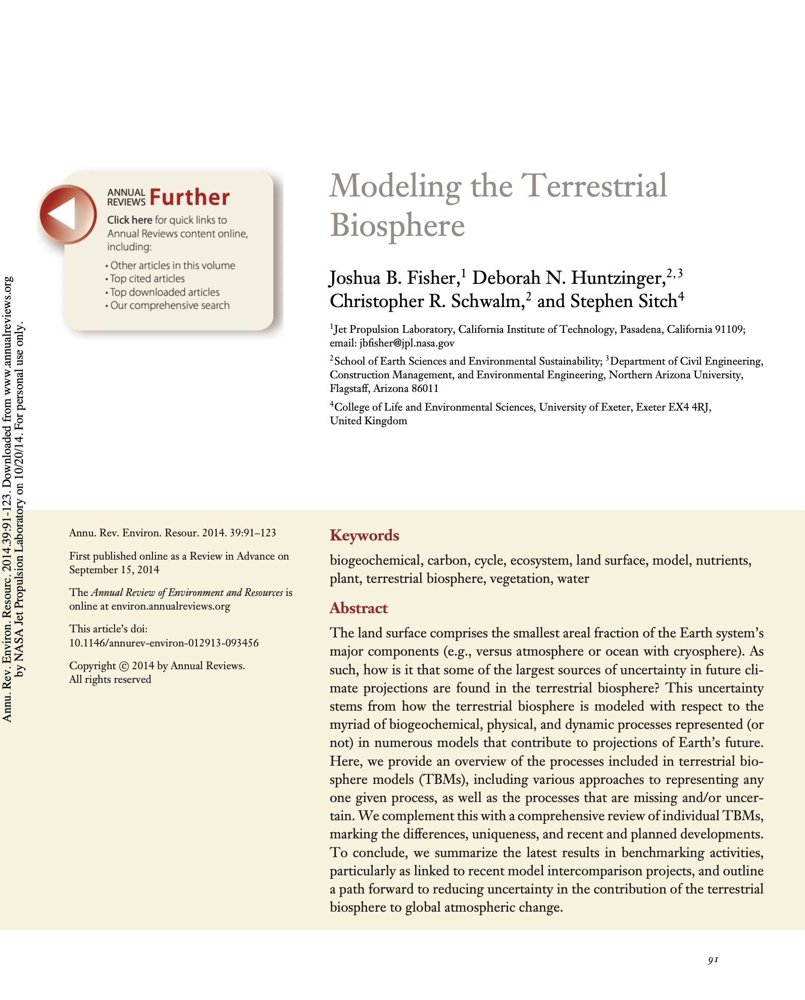 Annu. Rev. Environ. Resourc. 2014.39:91-123. Downloaded from www.annualreviews.org
by NASA Jet Propulsion Laboratory on 10/20/14. For personal use only.
ANNUAL
REVIEWS Further
Click here for quick links to
Annual Reviews content online,
including:
• Other articles in this volume
• Top cited articles
• Top downloaded articles
• Our comprehensive search
Modeling the Terrestrial
Biosphere
Joshua B. Fisher,1 Deborah N. Huntzinger,2,3
Christopher R. Schwalm,2 and Stephen Sitch4
1Jet Propulsion Laboratory, California Institute of Technology, Pasadena, California 91109;
email: jbfisher@jpl.nasa.gov
2School of Earth Sciences and Environmental Sustainability; 3Department of Civil Engineering,
Construction Management, and Environmental Engineering, Northern Arizona University,
Flagstaff, Arizona 86011
4College of Life and Environmental Sciences, University of Exeter, Exeter EX4 4RJ,
United Kingdom
Annu. Rev. Environ. Resour. 2014. 39:91–123
First published online as a Review in Advance on
September 15, 2014
The Annual Review of Environment and Resources is
online at environ.annualreviews.org
This article's doi:
10.1146/annurev-environ-012913-093456
Copyright © 2014 by Annual Reviews.
All rights reserved
Keywords
biogeochemical, carbon, cycle, ecosystem, land surface, model, nutrients,
plant, terrestrial biosphere, vegetation, water
Abstract
The land surface comprises the smallest areal fraction of the Earth system's
major components (e.g., versus atmosphere or ocean with cryosphere). As
such, how is it that some of the largest sources of uncertainty in future cli-
mate projections are found in the terrestrial biosphere? This uncertainty
stems from how the terrestrial biosphere is modeled with respect to the
myriad of biogeochemical, physical, and dynamic processes represented (or
not) in numerous models that contribute to projections of Earth's future.
Here, we provide an overview of the processes included in terrestrial bio-
sphere models (TBMs), including various approaches to representing any
one given process, as well as the processes that are missing and/or uncer-
tain. We complement this with a comprehensive review of individual TBMs,
marking the differences, uniqueness, and recent and planned developments.
To conclude, we summarize the latest results in benchmarking activities,
particularly as linked to recent model intercomparison projects, and outline
a path forward to reducing uncertainty in the contribution of the terrestrial
biosphere to global atmospheric change.
91